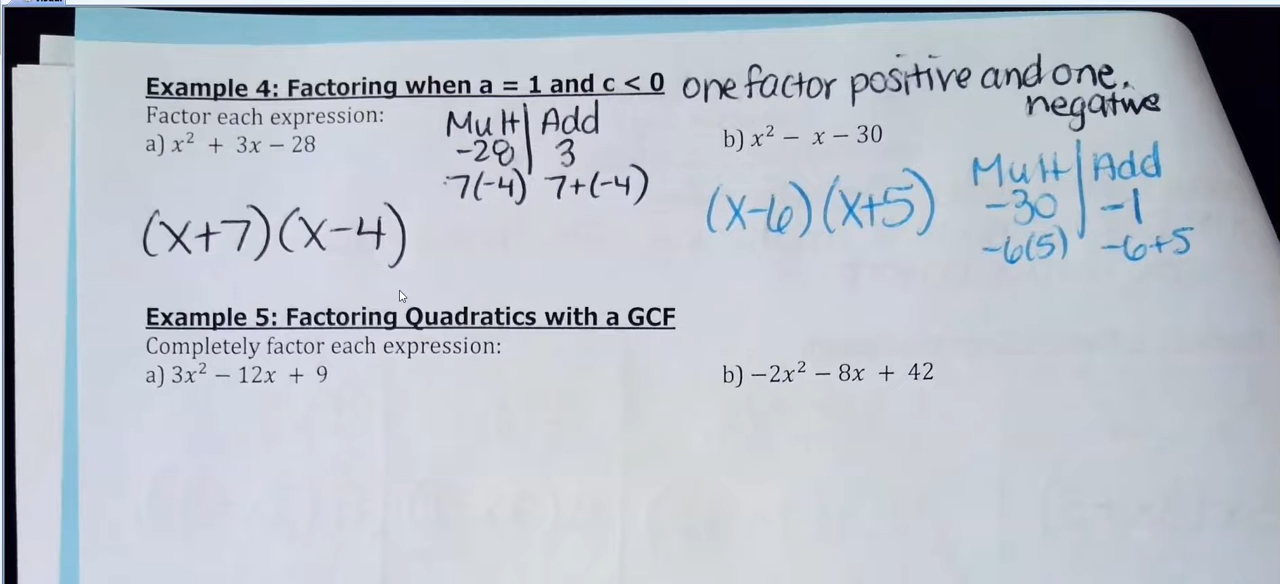 Example 4: Factoring when a = 1 and c < 0 one factor positive and one
negative
Factor each expression:
a) x² + 3x − 28
Mult | Add
-28 | 3
7(-4) 7+(-4)
(x+7)(x-4)
b) x² − x − 30
(x-6)(x+5)
Mult | Add
-30 | -1
-6(5) -6+5
Example 5: Factoring Quadratics with a GCF
Completely factor each expression:
a) 3x² − 12x + 9
b) −2x² − 8x + 42